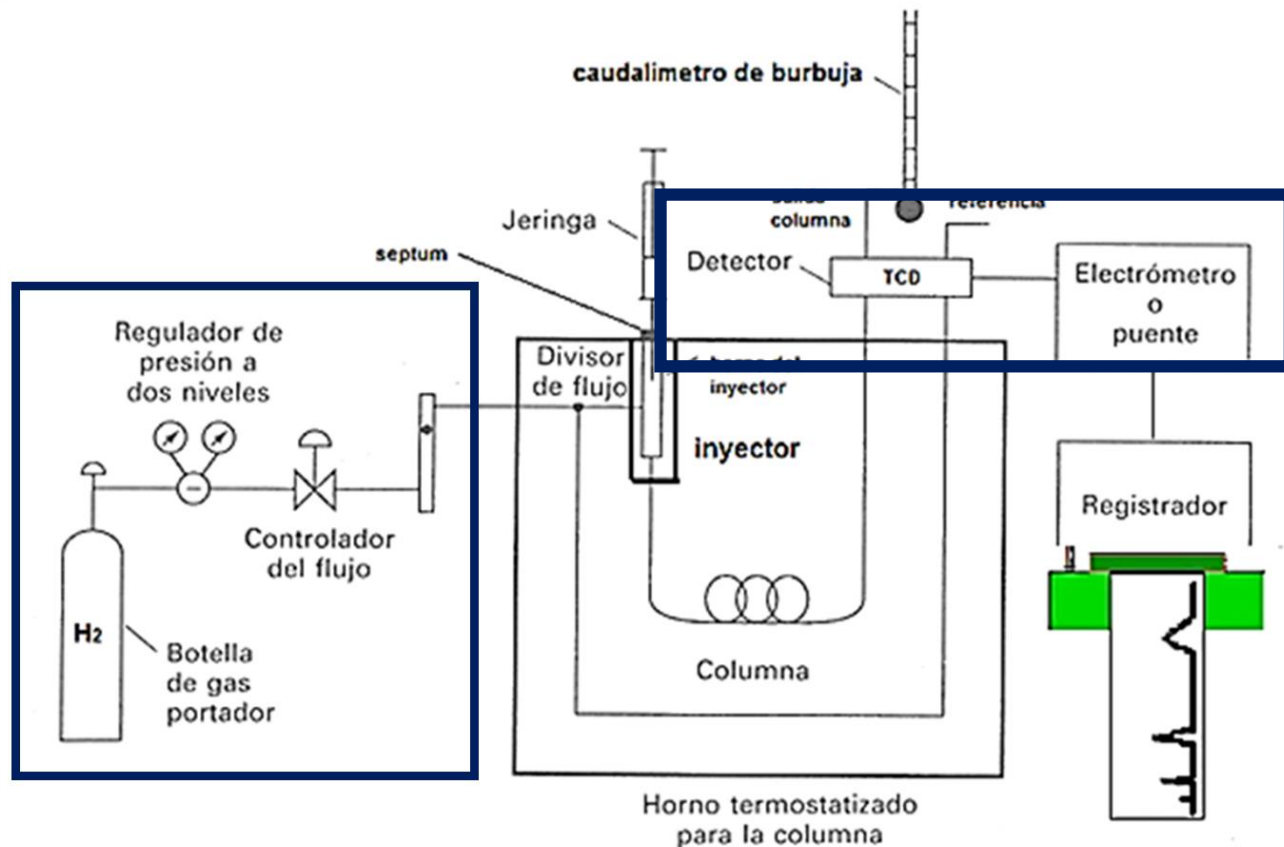 caudalimetro de burbuja
Jeringa
septum
columna
referencia
Detector
TCD
Electrómetro
o
puente
Regulador de
presión a
dos niveles
Divisor
de flujo
inyector
inyector
Controlador
del flujo
Registrador
H2
Botella
de gas
portador
Columna
Horno termostatizado
para la columna